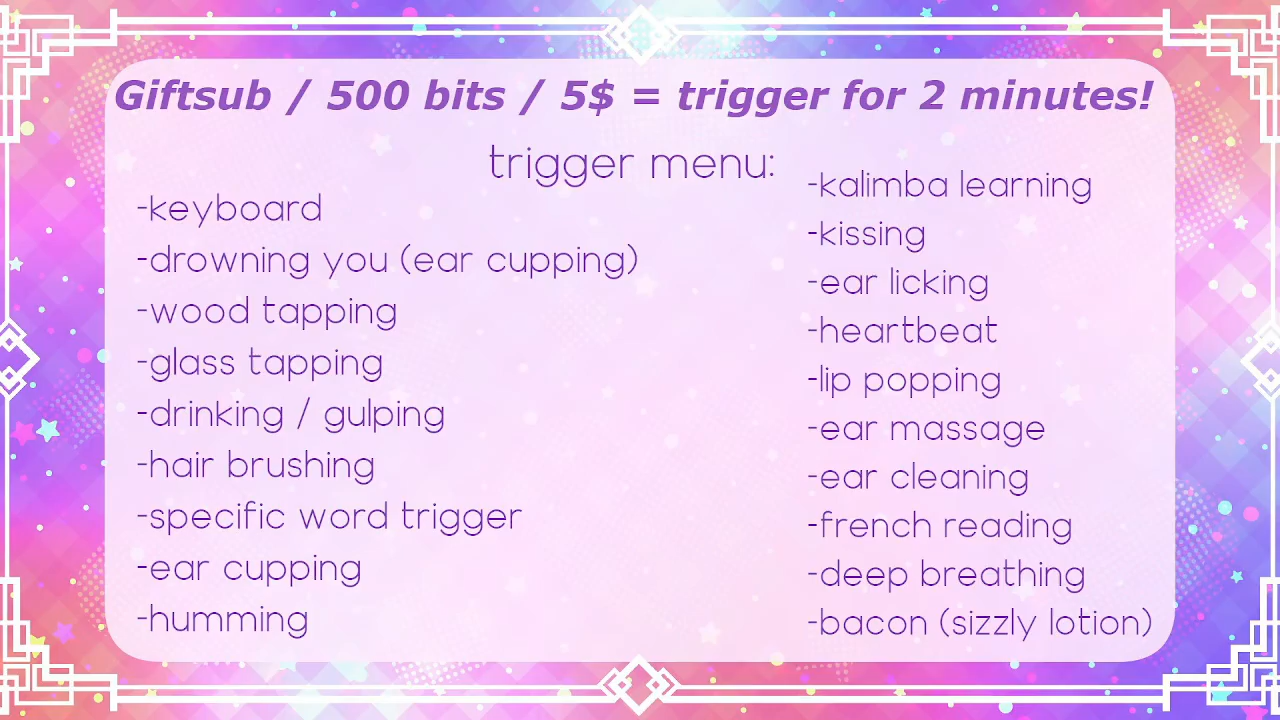 Giftsub / 500 bits / 5$ = trigger for 2 minutes!
trigger menu:
-keyboard
-drowning you (ear cupping)
-wood tapping
-glass tapping
-drinking / gulping
-hair brushing
-specific word trigger
-ear cupping
-humming
-kalimba learning
-kissing
-ear licking
-heartbeat
-lip popping
-ear massage
-ear cleaning
-french reading
-deep breathing
-bacon (sizzly lotion)